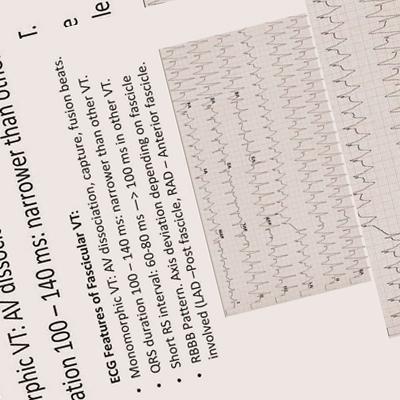 rphic VT: AV dissoc
ation 100 – 140 ms: narrower than othe
T.
e
le
ECG Features of Fascicular VT:
• Monomorphic VT: AV dissociation, capture, fusion beats.
• QRS duration 100 – 140 ms: narrower than other VT.
• Short RS interval: 60-80 ms –> 100 ms in other VT
• RBBB Pattern. Axis deviation depending on fascicle
involved (LAD –Post fascicle, RAD – Anterior fascicle.